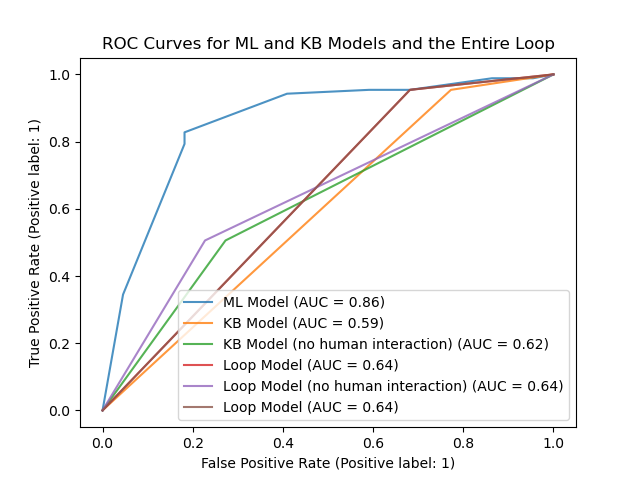 ROC Curves for ML and KB Models and the Entire Loop
True Positive Rate (Positive label: 1)
1.0
0.8
0.6
0.4
0.2
0.0
ML Model (AUC = 0.86)
KB Model (AUC = 0.59)
KB Model (no human interaction) (AUC = 0.62)
Loop Model (AUC = 0.64)
Loop Model (no human interaction) (AUC = 0.64)
Loop Model (AUC = 0.64)
0.0 0.2 0.4 0.6 0.8 1.0
False Positive Rate (Positive label: 1)